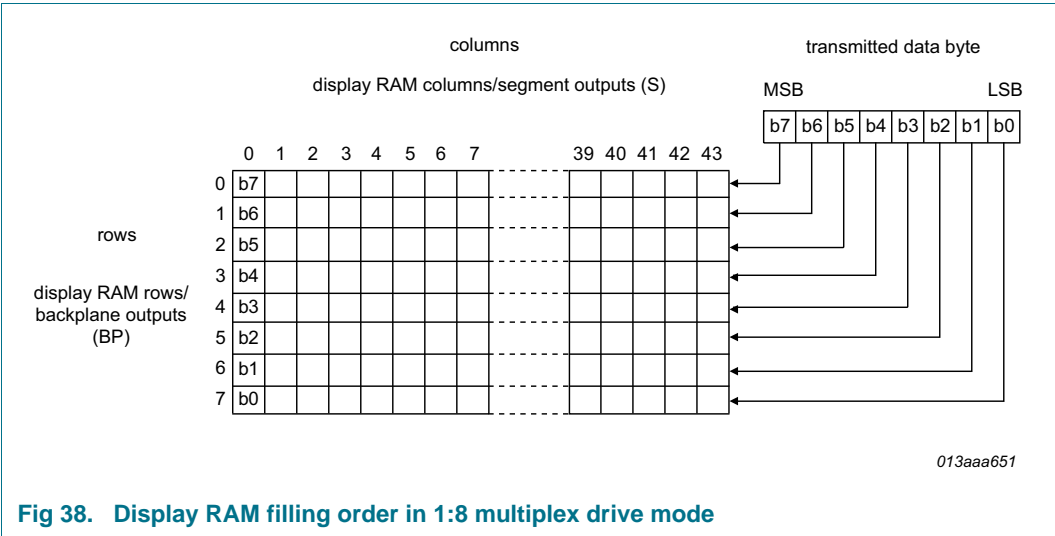 columns
transmitted data byte
display RAM columns/segment outputs (S)
MSB LSB
b7 b6 b5 b4 b3 b2 b1 b0
0 1 2 3 4 5 6 7 39 40 41 42 43
0 b7
1 b6
rows
2 b5
3 b4
display RAM rows/
backplane outputs
(BP)
4 b3
5 b2
6 b1
7 b0
013aaa651
Fig 38. Display RAM filling order in 1:8 multiplex drive mode